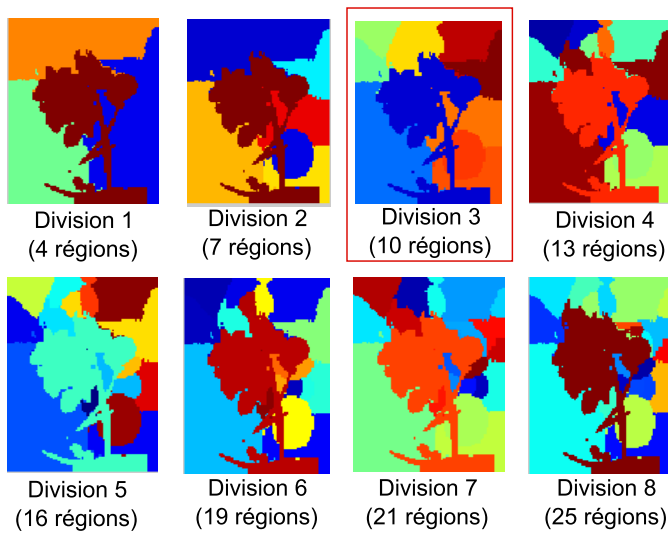 Division 1
(4 régions)
Division 2
(7 régions)
Division 3
(10 régions)
Division 4
(13 régions)
Division 5
(16 régions)
Division 6
(19 régions)
Division 7
(21 régions)
Division 8
(25 régions)